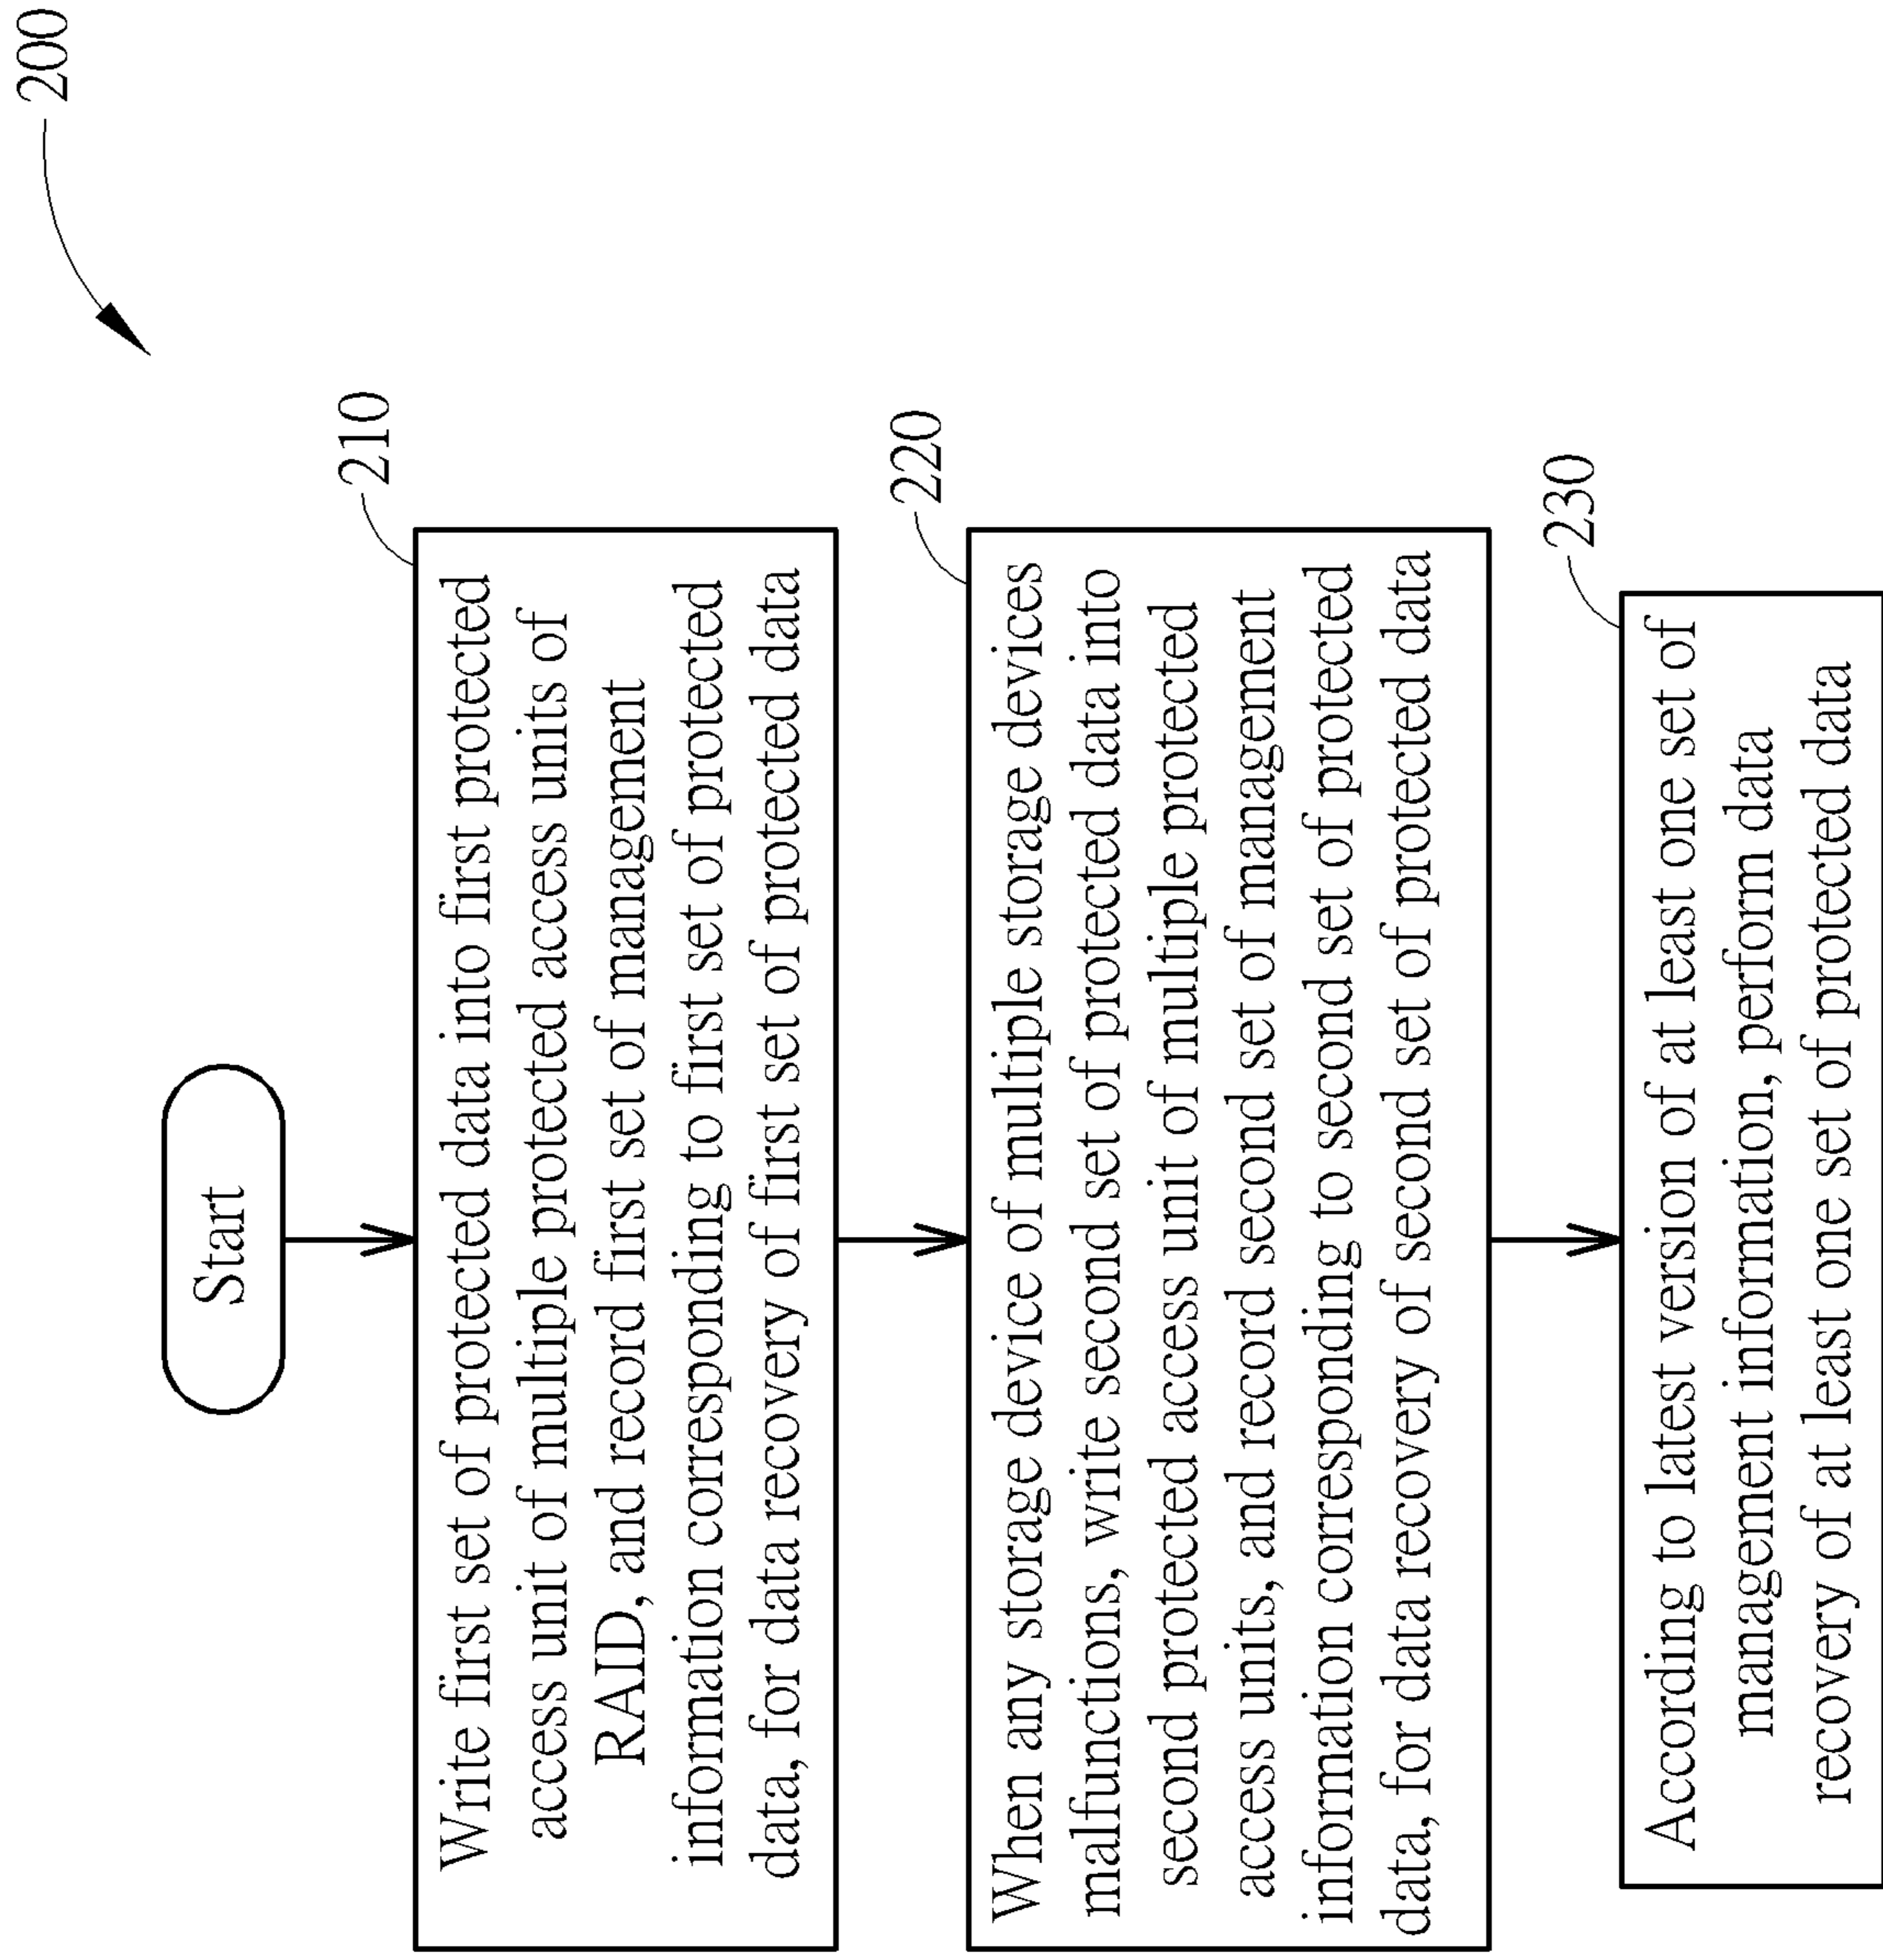 200
Start
210
Write first set of protected data into first protected
access unit of multiple protected access units of
RAID, and record first set of management
information corresponding to first set of protected
data, for data recovery of first set of protected data
220
When any storage device of multiple storage devices
malfunctions, write second set of protected data into
second protected access unit of multiple protected
access units, and record second set of management
information corresponding to second set of protected
data, for data recovery of second set of protected data
230
According to latest version of at least one set of
management information, perform data
recovery of at least one set of protected data